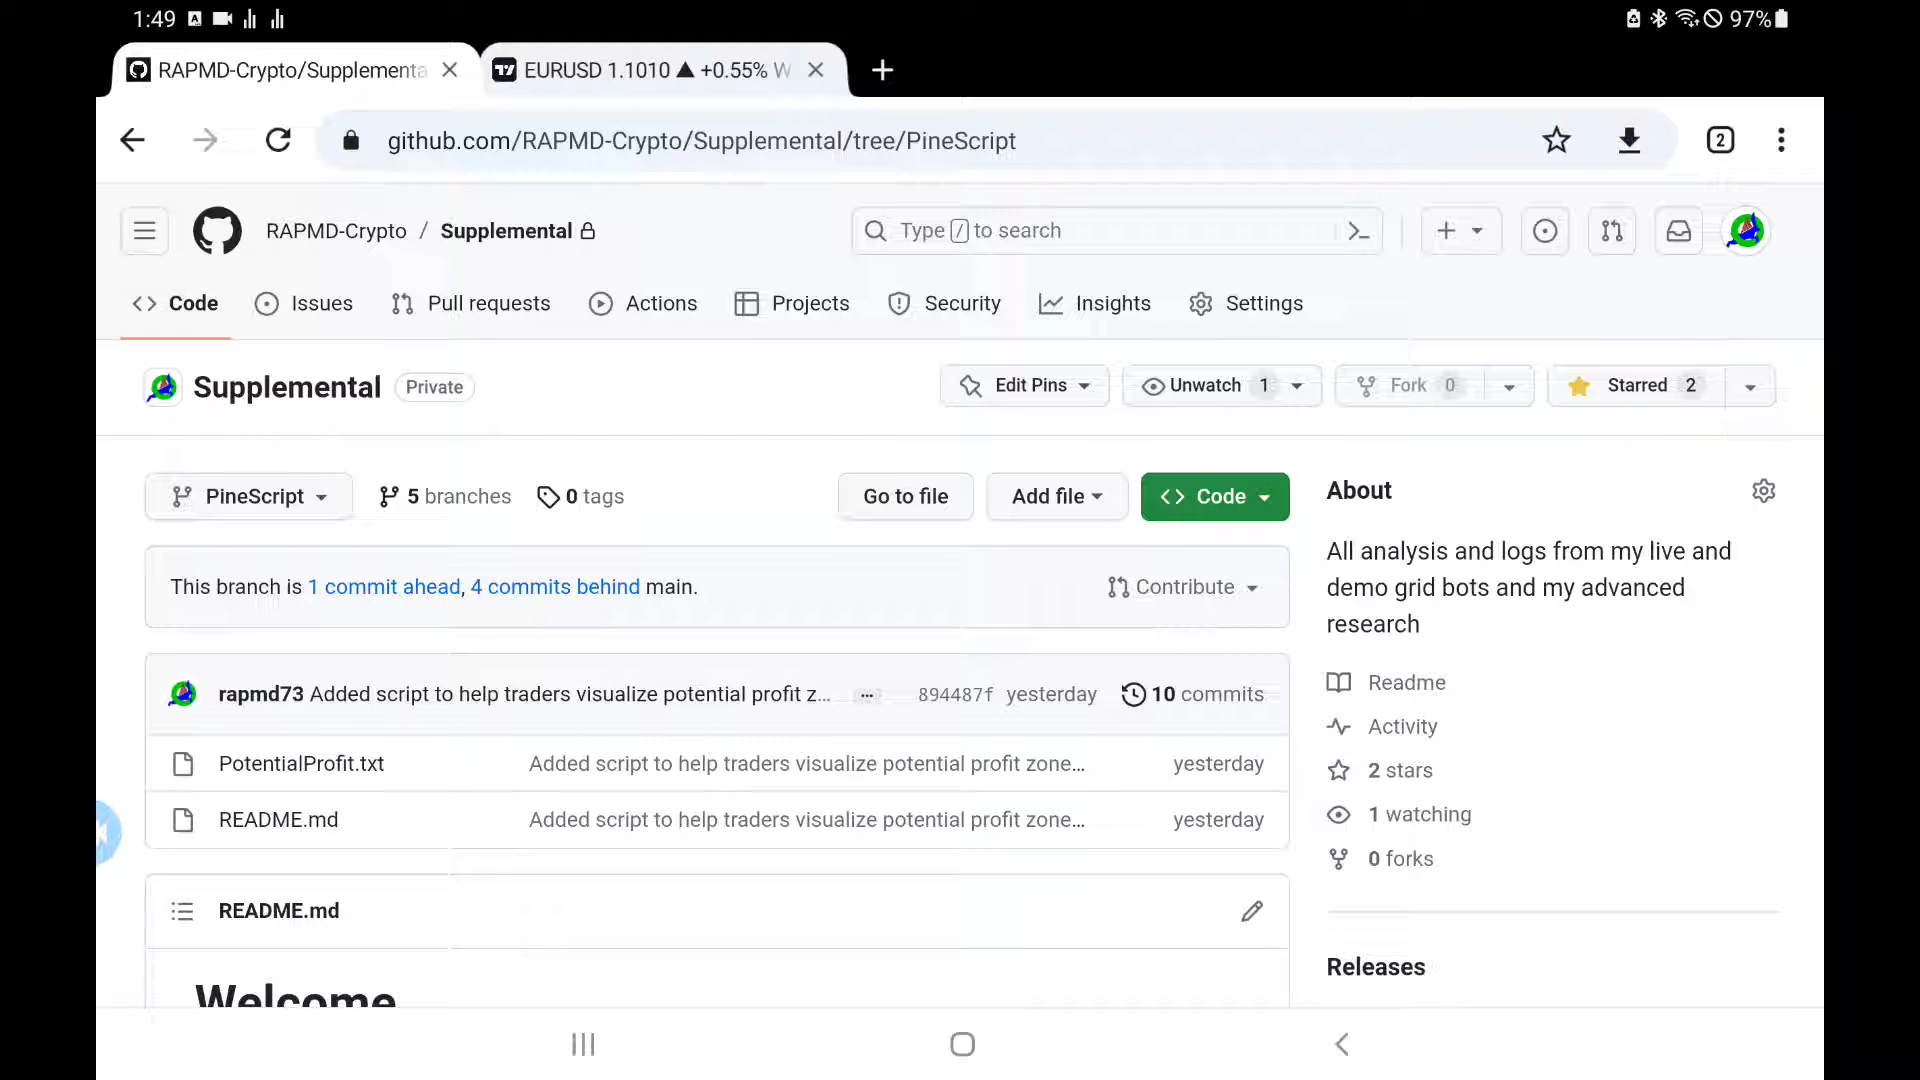 1:49
97%
RAPMD-Crypto/Supplementa
EURUSD 1.1010 ▲ +0.55% W
github.com/RAPMD-Crypto/Supplemental/tree/PineScript
2
RAPMD-Crypto / Supplemental
Type / to search
Code
Issues
Pull requests
Actions
Projects
Security
Insights
Settings
Supplemental Private
Edit Pins
Unwatch 1
Fork 0
Starred 2
PineScript
5 branches
0 tags
Go to file
Add file
Code
This branch is 1 commit ahead, 4 commits behind main.
Contribute
rapmd73 Added script to help traders visualize potential profit z... ... 894487f yesterday 10 commits
PotentialProfit.txt Added script to help traders visualize potential profit zone... yesterday
README.md Added script to help traders visualize potential profit zone... yesterday
README.md
Welcome
About
All analysis and logs from my live and
demo grid bots and my advanced
research
Readme
Activity
2 stars
1 watching
0 forks
Releases